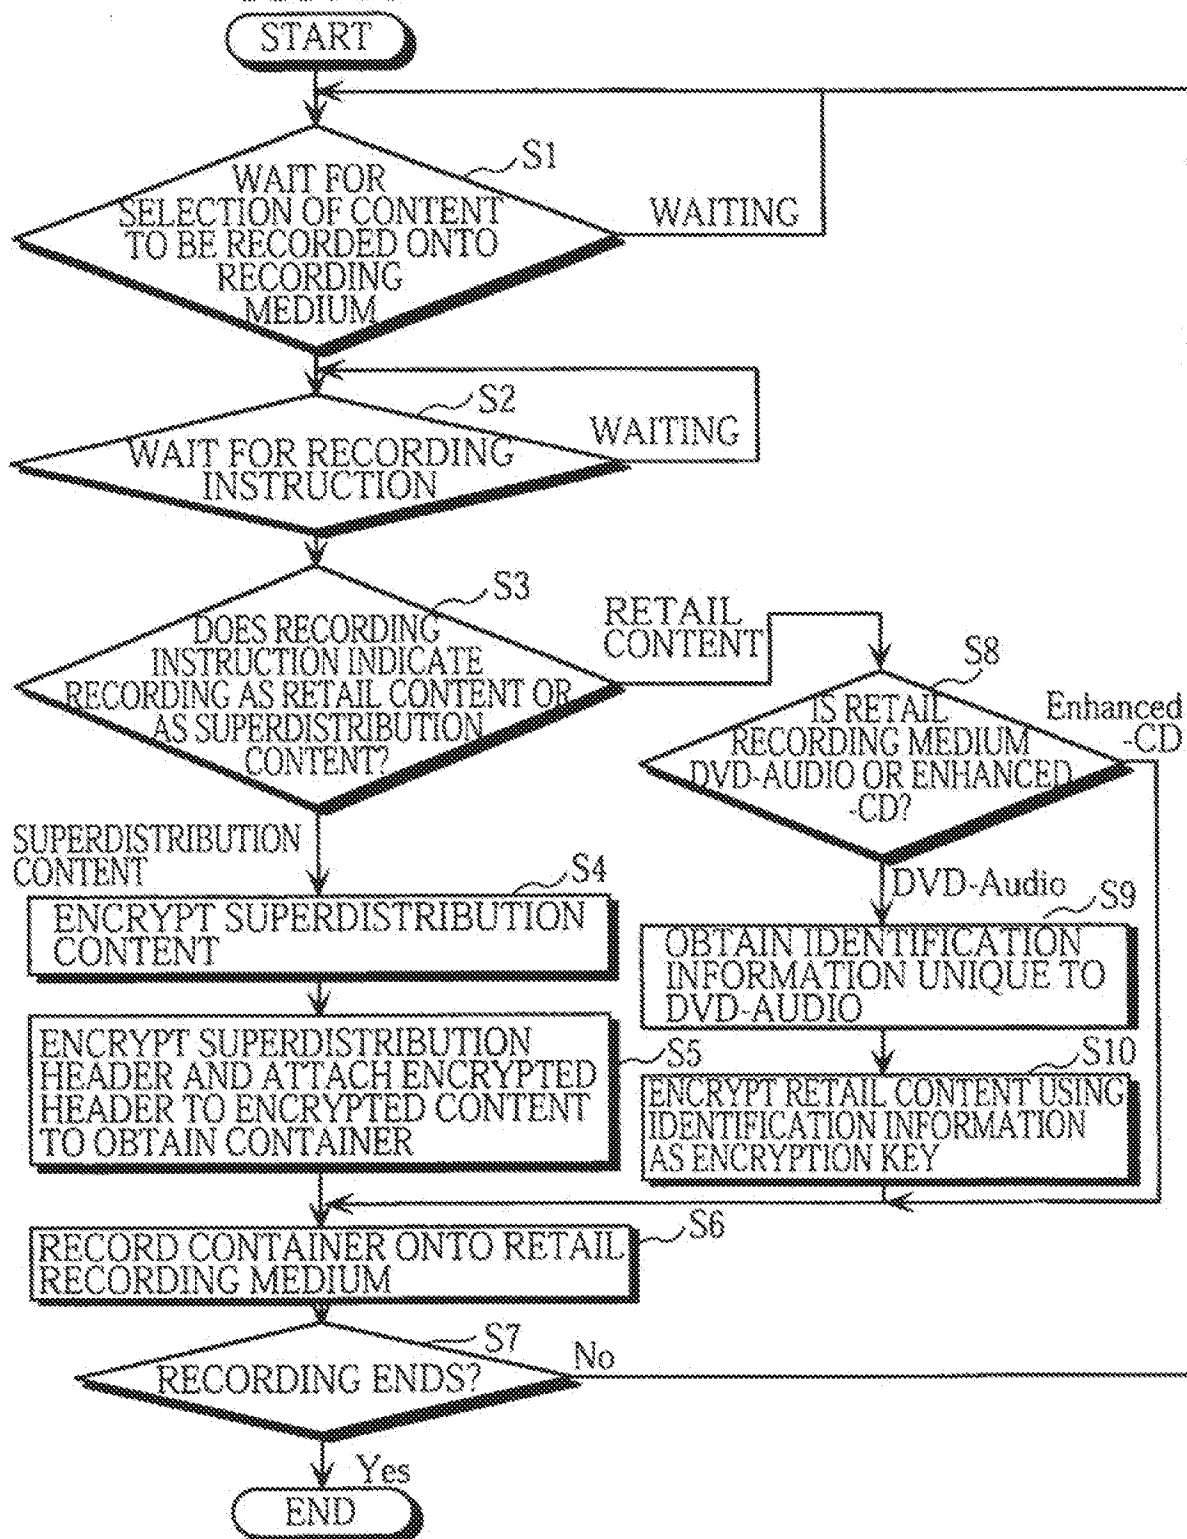 START
S1
WAIT FOR
SELECTION OF CONTENT
TO BE RECORDED ONTO
RECORDING
MEDIUM
WAITING
S2
WAIT FOR RECORDING
INSTRUCTION
WAITING
S3
DOES RECORDING
INSTRUCTION INDICATE
RECORDING AS RETAIL CONTENT OR
AS SUPERDISTRIBUTION
CONTENT?
RETAIL
CONTENT
S8
IS RETAIL
RECORDING MEDIUM
DVD-AUDIO OR ENHANCED
-CD?
Enhanced
-CD
SUPERDISTRIBUTION
CONTENT
S4
ENCRYPT SUPERDISTRIBUTION
CONTENT
DVD-Audio
S9
OBTAIN IDENTIFICATION
INFORMATION UNIQUE TO
DVD-AUDIO
ENCRYPT SUPERDISTRIBUTION
HEADER AND ATTACH ENCRYPTED
HEADER TO ENCRYPTED CONTENT
TO OBTAIN CONTAINER
S5
S10
ENCRYPT RETAIL CONTENT USING
IDENTIFICATION INFORMATION
AS ENCRYPTION KEY
S6
RECORD CONTAINER ONTO RETAIL
RECORDING MEDIUM
S7
RECORDING ENDS?
No
Yes
END